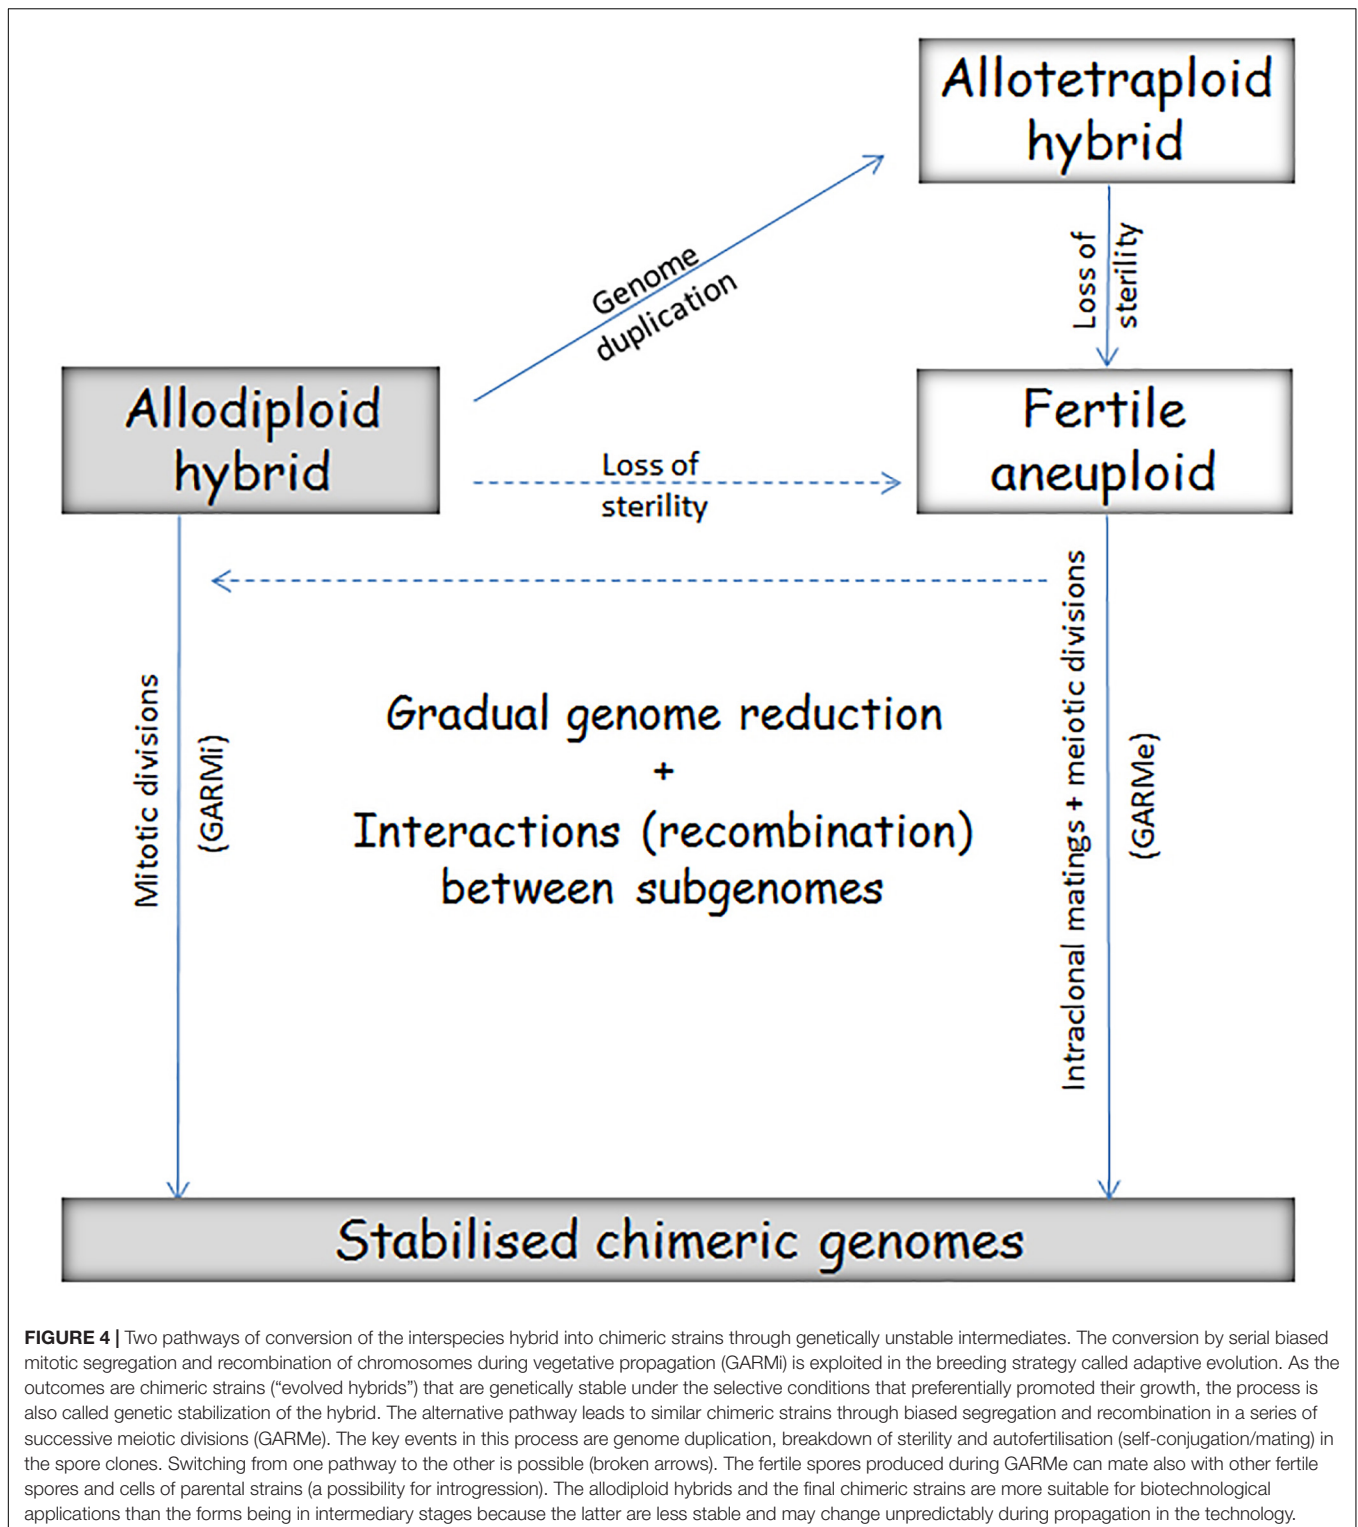 Allotetraploid
hybrid
Genome
duplication
Loss of
sterility
Allodiploid
hybrid
Loss of
sterility
Fertile
aneuploid
Mitotic divisions
(GARMi)
Gradual genome reduction
+
Interactions (recombination)
between subgenomes
Intraclonal matings + meiotic divisions
(GARMe)
Stabilised chimeric genomes
FIGURE 4 | Two pathways of conversion of the interspecies hybrid into chimeric strains through genetically unstable intermediates. The conversion by serial biased
mitotic segregation and recombination of chromosomes during vegetative propagation (GARMi) is exploited in the breeding strategy called adaptive evolution. As the
outcomes are chimeric strains (“evolved hybrids”) that are genetically stable under the selective conditions that preferentially promoted their growth, the process is
also called genetic stabilization of the hybrid. The alternative pathway leads to similar chimeric strains through biased segregation and recombination in a series of
successive meiotic divisions (GARMe). The key events in this process are genome duplication, breakdown of sterility and autofertilisation (self-conjugation/mating) in
the spore clones. Switching from one pathway to the other is possible (broken arrows). The fertile spores produced during GARMe can mate also with other fertile
spores and cells of parental strains (a possibility for introgression). The allodiploid hybrids and the final chimeric strains are more suitable for biotechnological
applications than the forms being in intermediary stages because the latter are less stable and may change unpredictably during propagation in the technology.